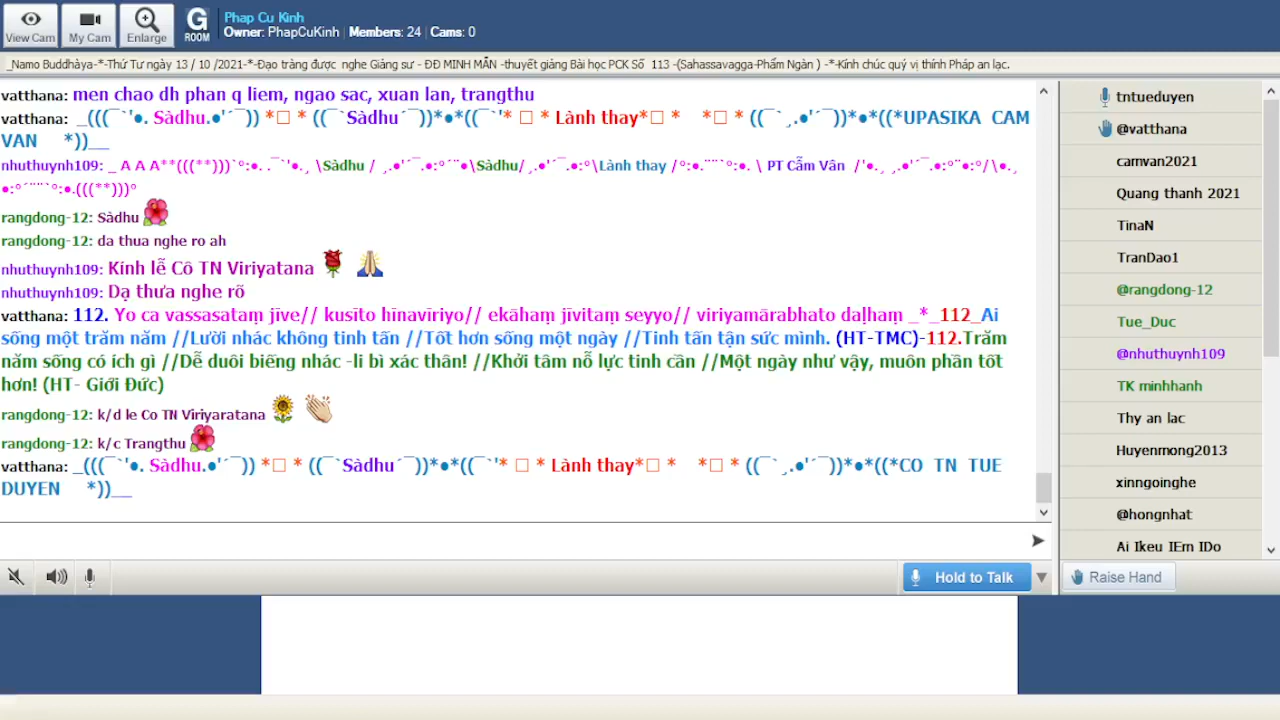 View Cam
My Cam
Enlarge
G ROOM
Phap Cu Kinh
Owner: PhapCuKinh | Members: 24 | Cams: 0
_Namo Buddhàya-*-Thứ Tư ngày 13 / 10 /2021-*-Đạo tràng được nghe Giảng sư - ĐĐ MINH MẪN -thuyết giảng Bài học PCK Số 113 -(Sahassavagga-Phẩm Ngàn ) -*-Kính chúc quý vị thính Pháp an lạc.
vatthana: men chao dh phan q liem, ngao sac, xuan lan, trangthu
vatthana: _(((¯`'●. Sàdhu.●'´¯)) *□ * ((¯`Sàdhu´¯))*●*((¯`'* □ * Lành thay*□ * *□ * ((¯`¸.●'´¯))*●*((*UPASIKA CAM
VAN *))__
nhuthuynh109: _ A A A**(((**)))`°:●. .¯`'●.¸ \Sàdhu / ¸.●'´¯.●:°´¨●\Sàdhu/¸.●'´¯.●:°\Lành thay /°:●.¨¨`°:●. \ PT Cẩm Vân /'●.¸ ¸.●'´¯.●:°¨●:°/\●.¸
●:°´¨¨`°:●.(((**)))°
rangdong-12: Sàdhu
rangdong-12: da thua nghe ro ah
nhuthuynh109: Kính lễ Cô TN Viriyatana
nhuthuynh109: Dạ thưa nghe rõ
vatthana: 112. Yo ca vassasataṃ jīve// kusīto hīnaviriyo// ekāhaṃ jīvitaṃ seyyo// viriyamārabhato daḷhaṃ _*_112_Ai
sống một trăm năm //Lười nhác không tinh tấn //Tốt hơn sống một ngày //Tinh tấn tận sức mình. (HT-TMC)-112.Trăm
năm sống có ích gì //Dễ duôi biếng nhác -li bì xác thân! //Khởi tâm nỗ lực tinh cần //Một ngày như vậy, muôn phần tốt
hơn! (HT- Giới Đức)
rangdong-12: k/d le Co TN Viriyaratana
rangdong-12: k/c Trangthu
vatthana: _(((¯`'●. Sàdhu.●'´¯)) *□ * ((¯`Sàdhu´¯))*●*((¯`'* □ * Lành thay*□ * *□ * ((¯`¸.●'´¯))*●*((*CO TN TUE
DUYEN *))__
Hold to Talk
tntueduyen
@vatthana
camvan2021
Quang thanh 2021
TinaN
TranDao1
@rangdong-12
Tue_Duc
@nhuthuynh109
TK minhhanh
Thy an lac
Huyenmong2013
xinngoinghe
@hongnhat
Ai Ikeu IEm IDo
Raise Hand